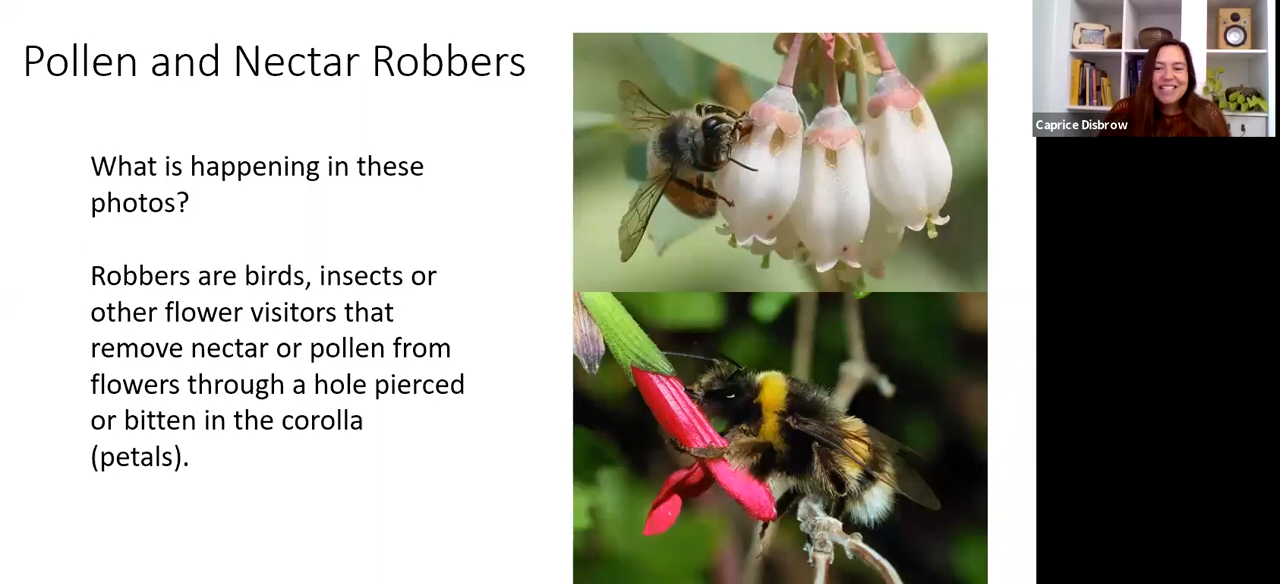 Pollen and Nectar Robbers
What is happening in these
photos?
Robbers are birds, insects or
other flower visitors that
remove nectar or pollen from
flowers through a hole pierced
or bitten in the corolla
(petals).
Caprice Disbrow